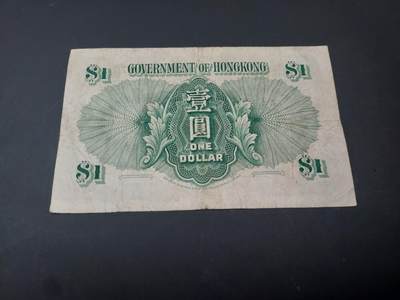 GOVERNMENT OF HONGKONG
$1 $1
壹
圓
ONE
DOLLAR
$1 $1